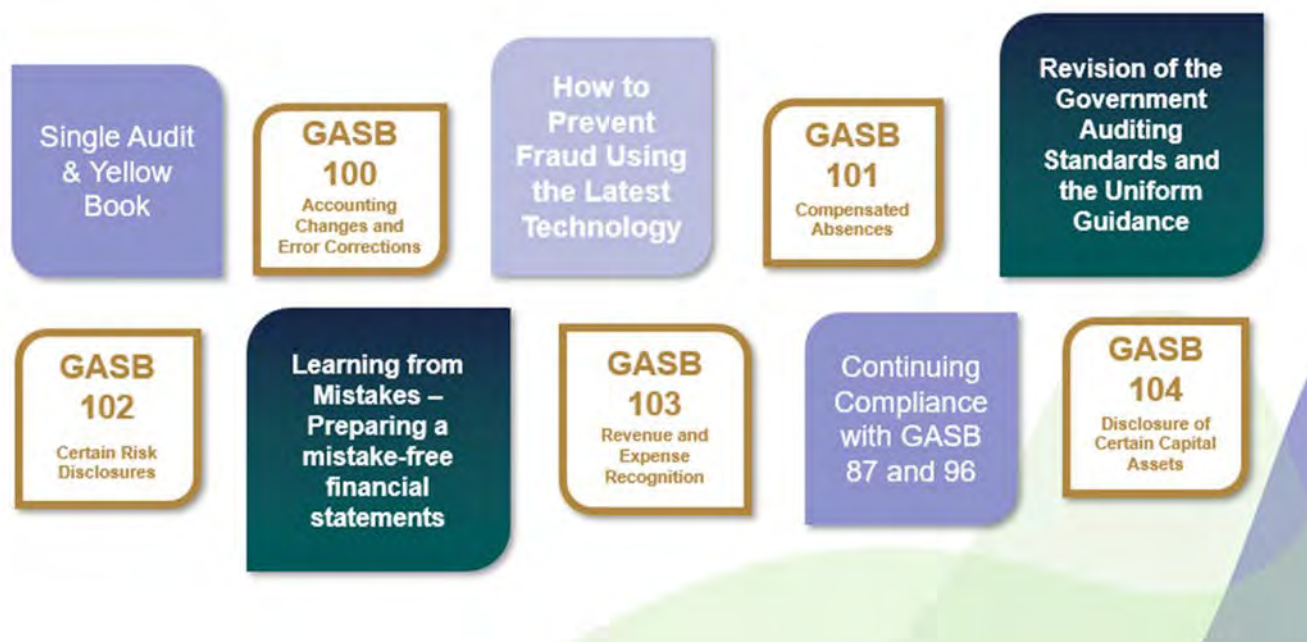 Single Audit
& Yellow
Book
GASB
100
Accounting
Changes and
Error Corrections
How to
Prevent
Fraud Using
the Latest
Technology
GASB
101
Compensated
Absences
Revision of the
Government
Auditing
Standards and
the Uniform
Guidance
GASB
102
Certain Risk
Disclosures
Learning from
Mistakes –
Preparing a
mistake-free
financial
statements
GASB
103
Revenue and
Expense
Recognition
Continuing
Compliance
with GASB
87 and 96
GASB
104
Disclosure of
Certain Capital
Assets